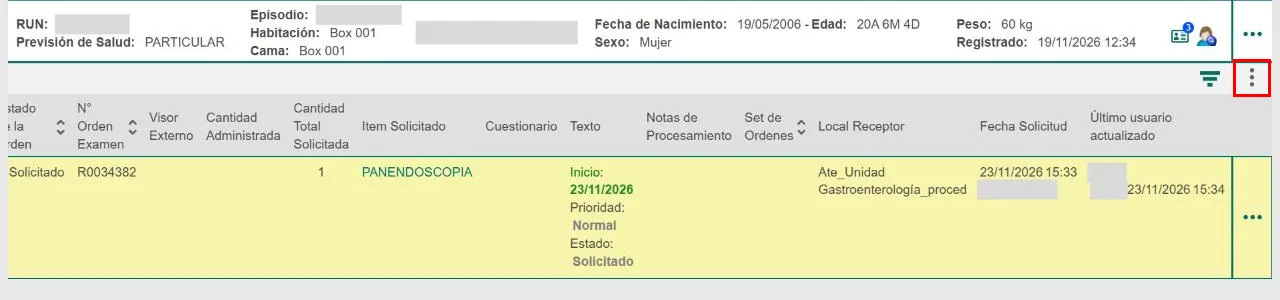 RUN:
Previsión de Salud: PARTICULAR
Episodio:
Habitación: Box 001
Cama: Box 001
Fecha de Nacimiento: 19/05/2006 - Edad: 20A 6M 4D
Sexo: Mujer
Peso: 60 kg
Registrado: 19/11/2026 12:34
3
stado
e la
rden
N°
Orden
Examen
Visor
Externo
Cantidad
Administrada
Cantidad
Total
Solicitada
Item Solicitado
Cuestionario
Texto
Notas de
Procesamiento
Set de
Ordenes
Local Receptor
Fecha Solicitud
Último usuario
actualizado
Solicitado
R0034382
1
PANENDOSCOPIA
Inicio:
23/11/2026
Prioridad:
Normal
Estado:
Solicitado
Ate_Unidad
Gastroenterología_proced
23/11/2026 15:33
23/11/2026 15:34